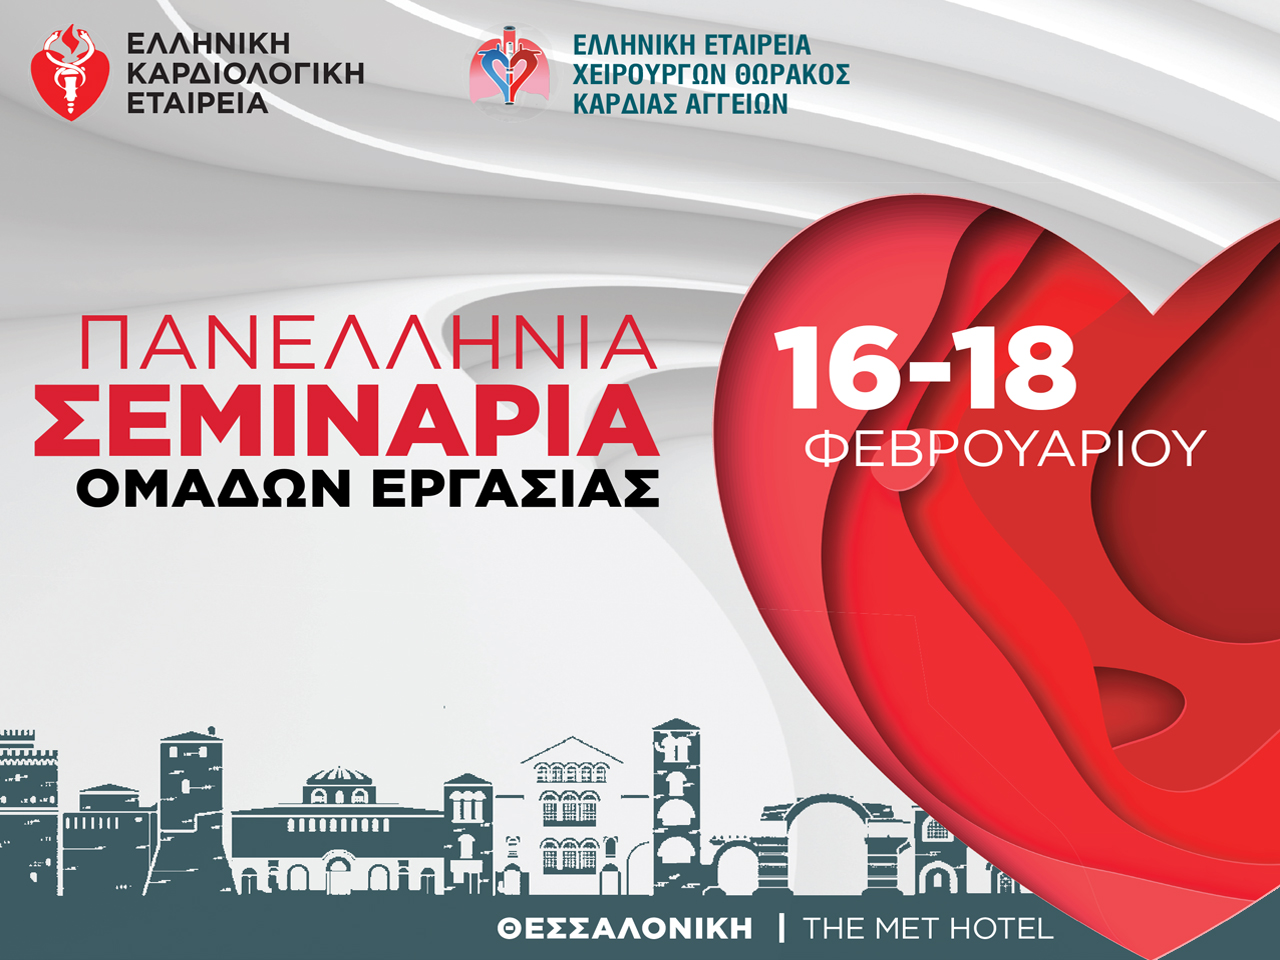 ΕΛΛΗΝΙΚΗ
ΚΑΡΔΙΟΛΟΓΙΚΗ
ΕΤΑΙΡΕΙΑ
ΕΛΛΗΝΙΚΗ ΕΤΑΙΡΕΙΑ
ΧΕΙΡΟΥΡΓΩΝ ΘΩΡΑΚΟΣ
ΚΑΡΔΙΑΣ ΑΓΓΕΙΩΝ
ΠΑΝΕΛΛΗΝΙΑ
ΣΕΜΙΝΑΡΙΑ
ΟΜΑΔΩΝ ΕΡΓΑΣΙΑΣ
16-18
ΦΕΒΡΟΥΑΡΙΟΥ
ΘΕΣΣΑΛΟΝΙΚΗ | THE MET HOTEL